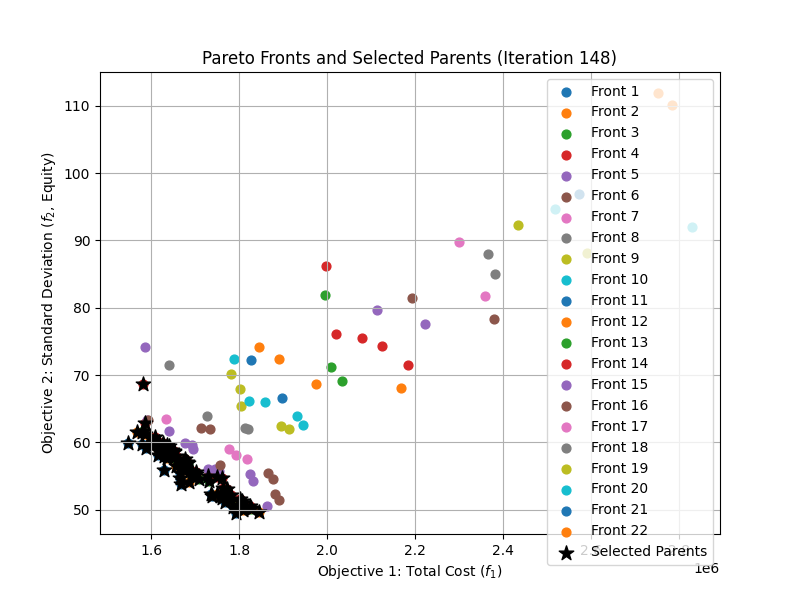 Pareto Fronts and Selected Parents (Iteration 148)
Objective 2: Standard Deviation (f₂, Equity)
110
100
90
80
70
60
50
1.6
1.8
2.0
2.2
2.4
1e6
Objective 1: Total Cost (f₁)
Front 1
Front 2
Front 3
Front 4
Front 5
Front 6
Front 7
Front 8
Front 9
Front 10
Front 11
Front 12
Front 13
Front 14
Front 15
Front 16
Front 17
Front 18
Front 19
Front 20
Front 21
Front 22
Selected Parents